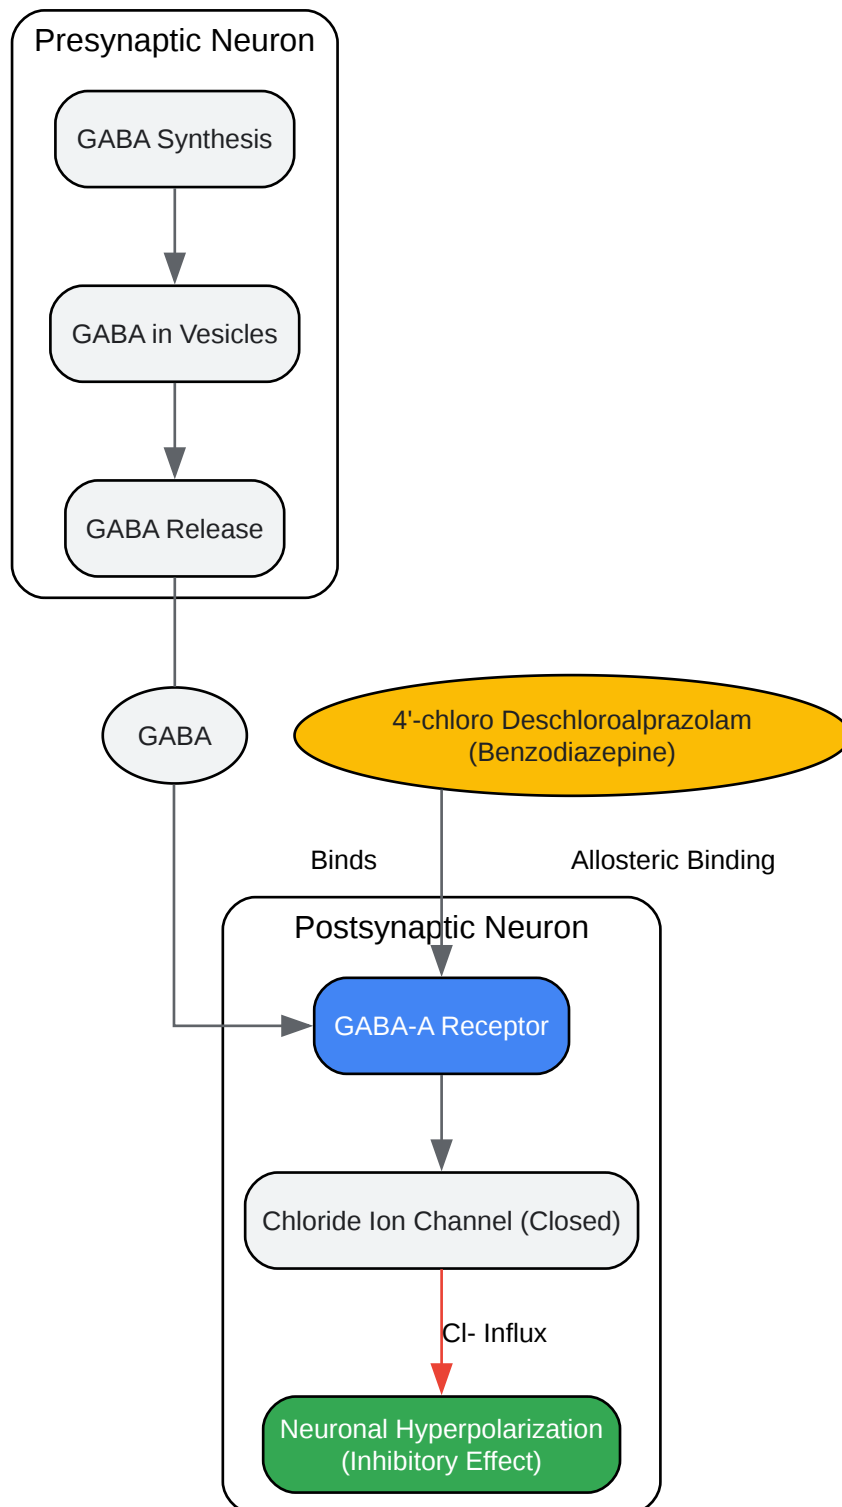 Presynaptic Neuron
GABA Synthesis
GABA in Vesicles
GABA Release
GABA
4'-chloro Deschloroalprazolam
(Benzodiazepine)
Binds
Allosteric Binding
Postsynaptic Neuron
GABA-A Receptor
Chloride Ion Channel (Closed)
Cl- Influx
Neuronal Hyperpolarization
(Inhibitory Effect)